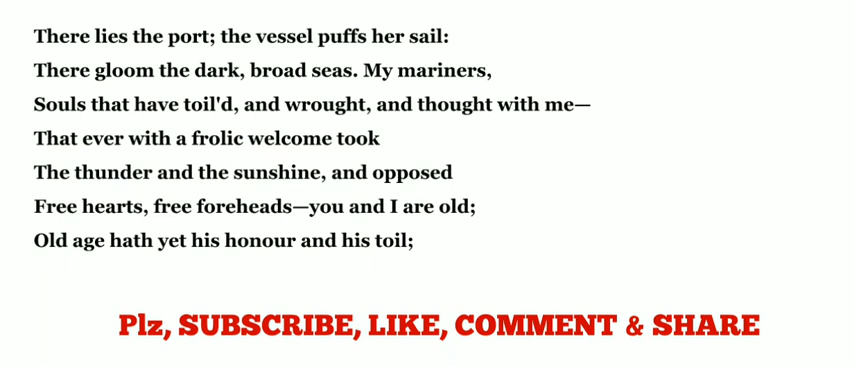 There lies the port; the vessel puffs her sail:
There gloom the dark, broad seas. My mariners,
Souls that have toil'd, and wrought, and thought with me—
That ever with a frolic welcome took
The thunder and the sunshine, and opposed
Free hearts, free foreheads—you and I are old;
Old age hath yet his honour and his toil;
Plz, SUBSCRIBE, LIKE, COMMENT & SHARE